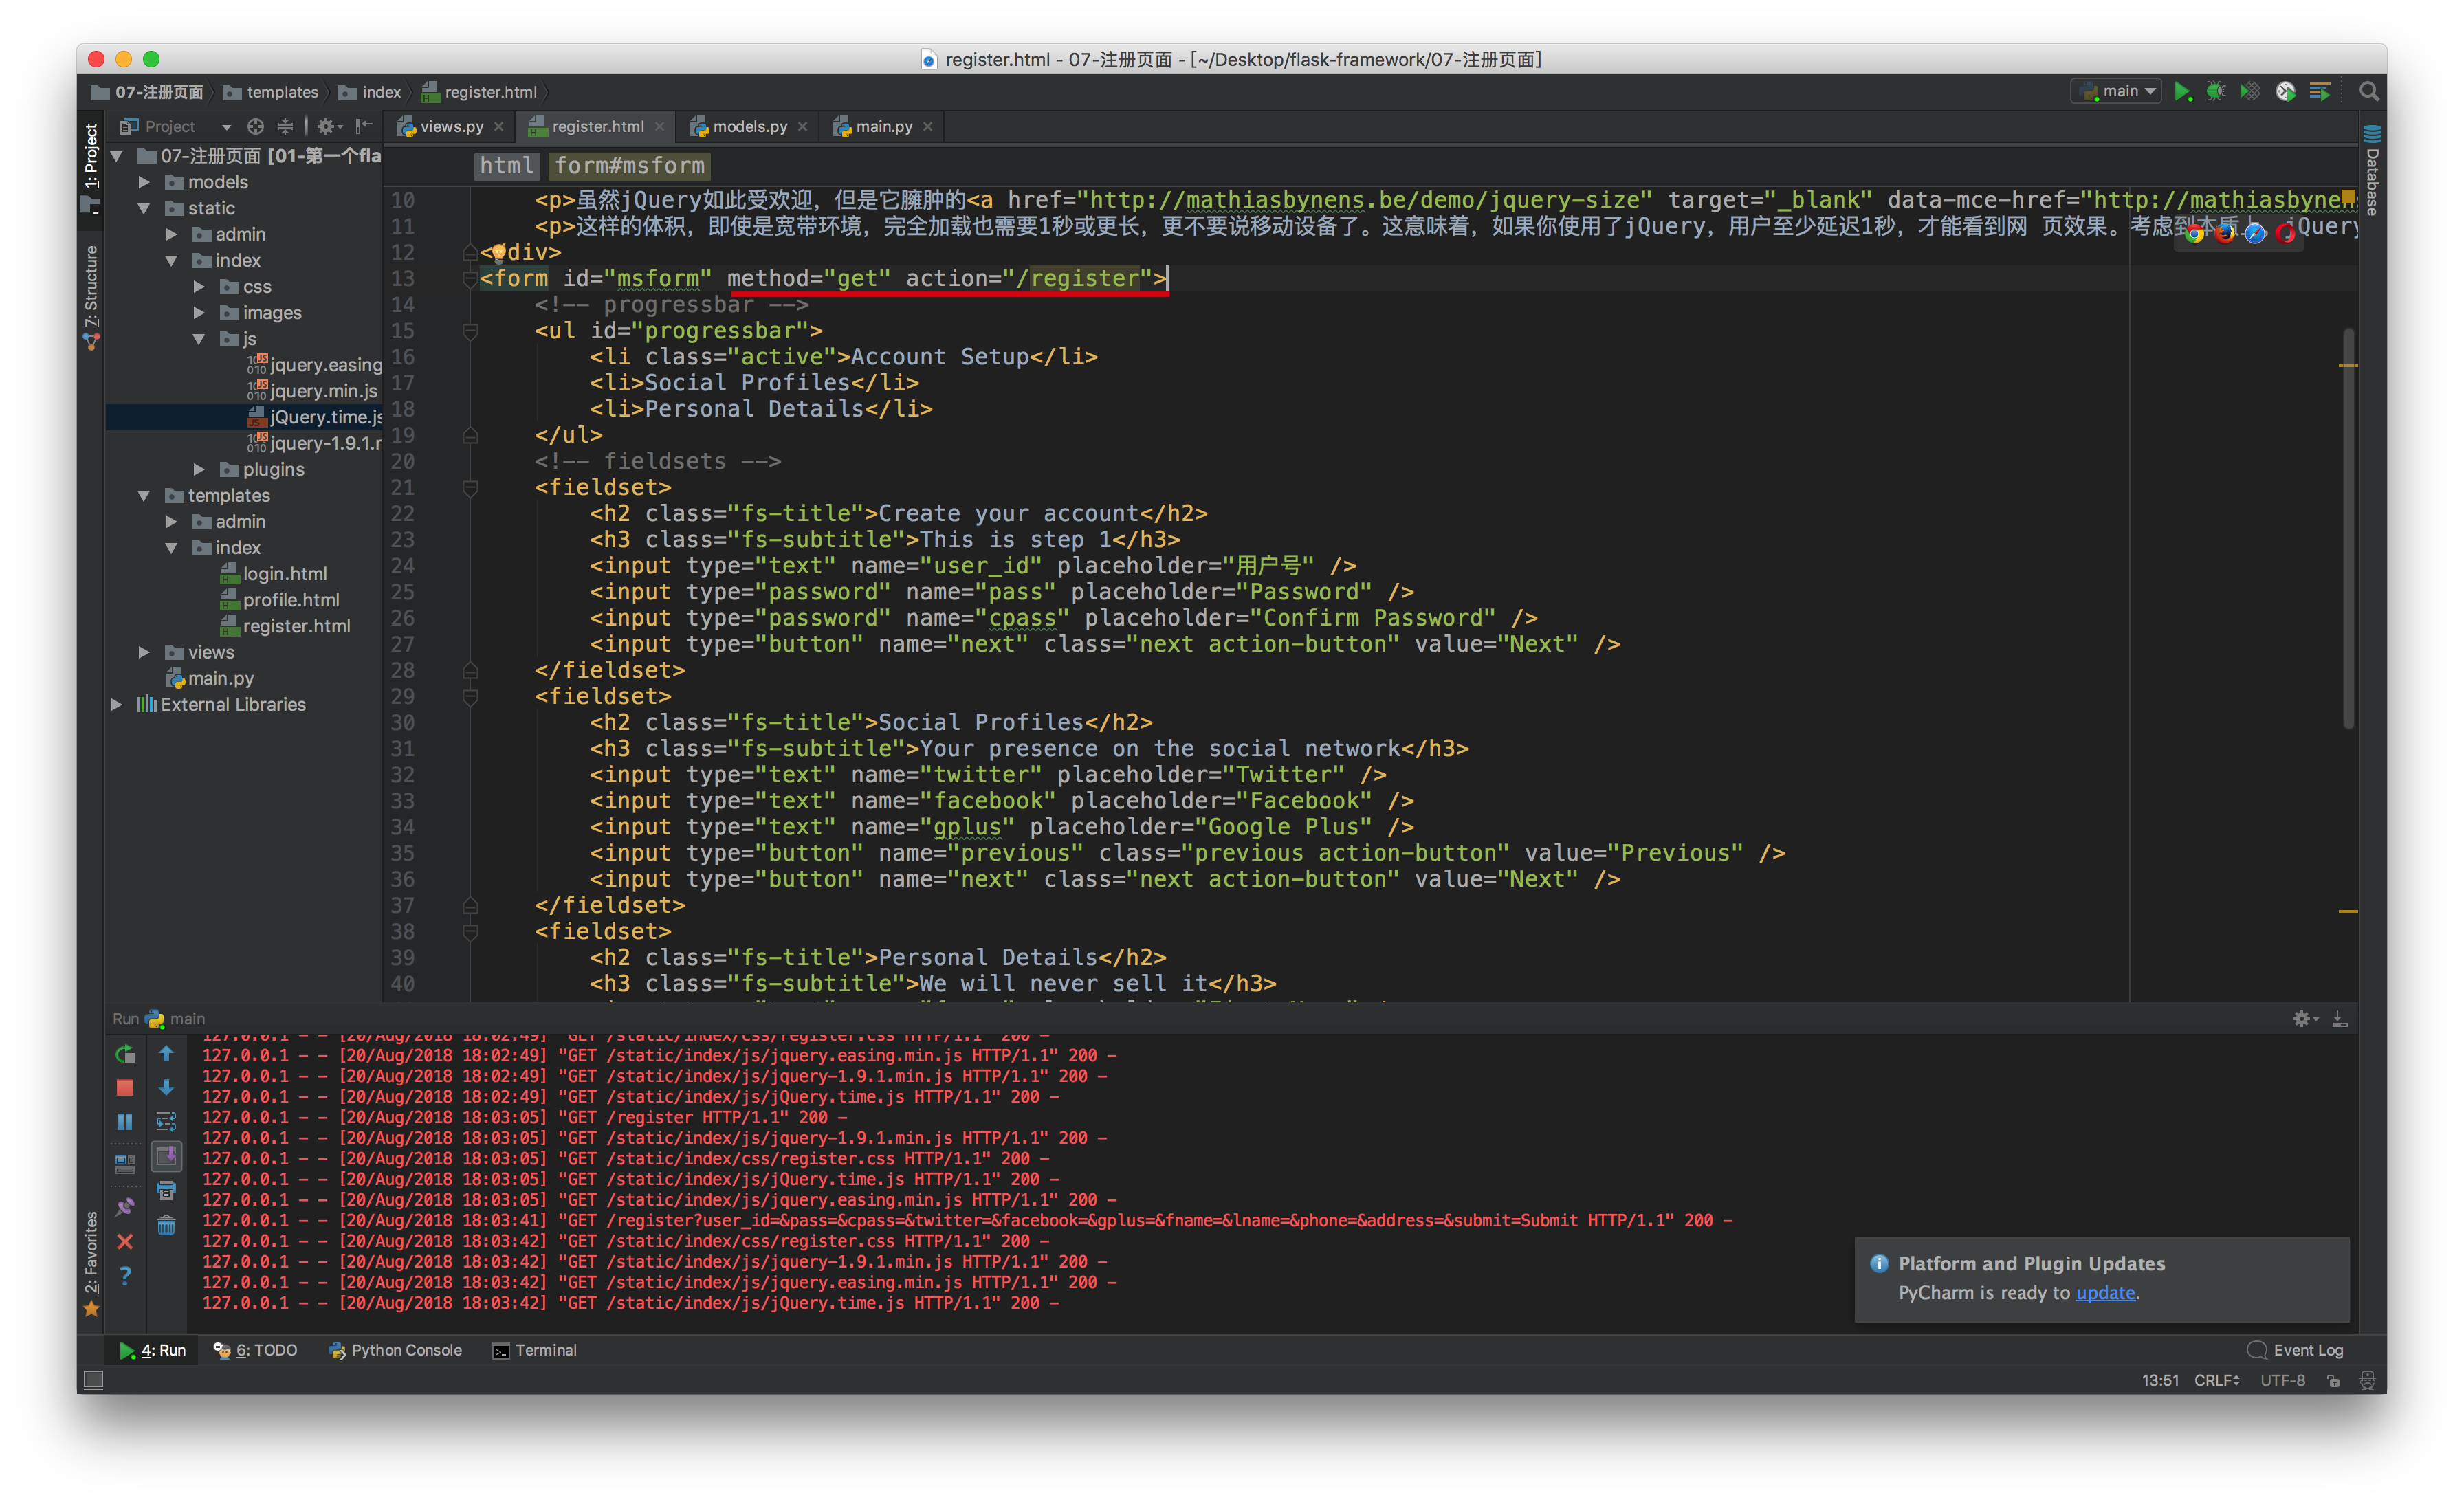 register.html - 07-注册页面 - [~/Desktop/flask-framework/07-注册页面]
07-注册页面 templates index register.html
main
Project
views.py register.html models.py main.py
1: Project
Z: Structure
2: Favorites
Database
07-注册页面 [01-第一个fla
models
static
admin
index
css
images
js
jquery.easing
jquery.min.js
jQuery.time.js
jquery-1.9.1.r
plugins
templates
admin
index
login.html
profile.html
register.html
views
main.py
External Libraries
html form#msform
10 <p>虽然jQuery如此受欢迎，但是它臃肿的<a href="http://mathiasbynens.be/demo/jquery-size" target="_blank" data-mce-href="http://mathiasbynens
11 <p>这样的体积，即使是宽带环境，完全加载也需要1秒或更长，更不要说移动设备了。这意味着，如果你使用了jQuery，用户至少延迟1秒，才能看到网 页效果。考虑到本质上，jQuery
12 <div>
13 <form id="msform" method="get" action="/register">
14 <!-- progressbar -->
15 <ul id="progressbar">
16 <li class="active">Account Setup</li>
17 <li>Social Profiles</li>
18 <li>Personal Details</li>
19 </ul>
20 <!-- fieldsets -->
21 <fieldset>
22 <h2 class="fs-title">Create your account</h2>
23 <h3 class="fs-subtitle">This is step 1</h3>
24 <input type="text" name="user_id" placeholder="用户号" />
25 <input type="password" name="pass" placeholder="Password" />
26 <input type="password" name="cpass" placeholder="Confirm Password" />
27 <input type="button" name="next" class="next action-button" value="Next" />
28 </fieldset>
29 <fieldset>
30 <h2 class="fs-title">Social Profiles</h2>
31 <h3 class="fs-subtitle">Your presence on the social network</h3>
32 <input type="text" name="twitter" placeholder="Twitter" />
33 <input type="text" name="facebook" placeholder="Facebook" />
34 <input type="text" name="gplus" placeholder="Google Plus" />
35 <input type="button" name="previous" class="previous action-button" value="Previous" />
36 <input type="button" name="next" class="next action-button" value="Next" />
37 </fieldset>
38 <fieldset>
39 <h2 class="fs-title">Personal Details</h2>
40 <h3 class="fs-subtitle">We will never sell it</h3>
Run main
127.0.0.1 - - [20/Aug/2018 18:02:49] "GET /static/index/css/register.css HTTP/1.1" 200 -
127.0.0.1 - - [20/Aug/2018 18:02:49] "GET /static/index/js/jquery.easing.min.js HTTP/1.1" 200 -
127.0.0.1 - - [20/Aug/2018 18:02:49] "GET /static/index/js/jquery-1.9.1.min.js HTTP/1.1" 200 -
127.0.0.1 - - [20/Aug/2018 18:02:49] "GET /static/index/js/jQuery.time.js HTTP/1.1" 200 -
127.0.0.1 - - [20/Aug/2018 18:03:05] "GET /register HTTP/1.1" 200 -
127.0.0.1 - - [20/Aug/2018 18:03:05] "GET /static/index/js/jquery-1.9.1.min.js HTTP/1.1" 200 -
127.0.0.1 - - [20/Aug/2018 18:03:05] "GET /static/index/css/register.css HTTP/1.1" 200 -
127.0.0.1 - - [20/Aug/2018 18:03:05] "GET /static/index/js/jQuery.time.js HTTP/1.1" 200 -
127.0.0.1 - - [20/Aug/2018 18:03:05] "GET /static/index/js/jquery.easing.min.js HTTP/1.1" 200 -
127.0.0.1 - - [20/Aug/2018 18:03:41] "GET /register?user_id=&pass=&cpass=&twitter=&facebook=&gplus=&fname=&lname=&phone=&address=&submit=Submit HTTP/1.1" 200 -
127.0.0.1 - - [20/Aug/2018 18:03:42] "GET /static/index/css/register.css HTTP/1.1" 200 -
127.0.0.1 - - [20/Aug/2018 18:03:42] "GET /static/index/js/jquery-1.9.1.min.js HTTP/1.1" 200 -
127.0.0.1 - - [20/Aug/2018 18:03:42] "GET /static/index/js/jquery.easing.min.js HTTP/1.1" 200 -
127.0.0.1 - - [20/Aug/2018 18:03:42] "GET /static/index/js/jQuery.time.js HTTP/1.1" 200 -
Platform and Plugin Updates
PyCharm is ready to update.
4: Run 6: TODO Python Console Terminal Event Log
13:51 CRLF UTF-8